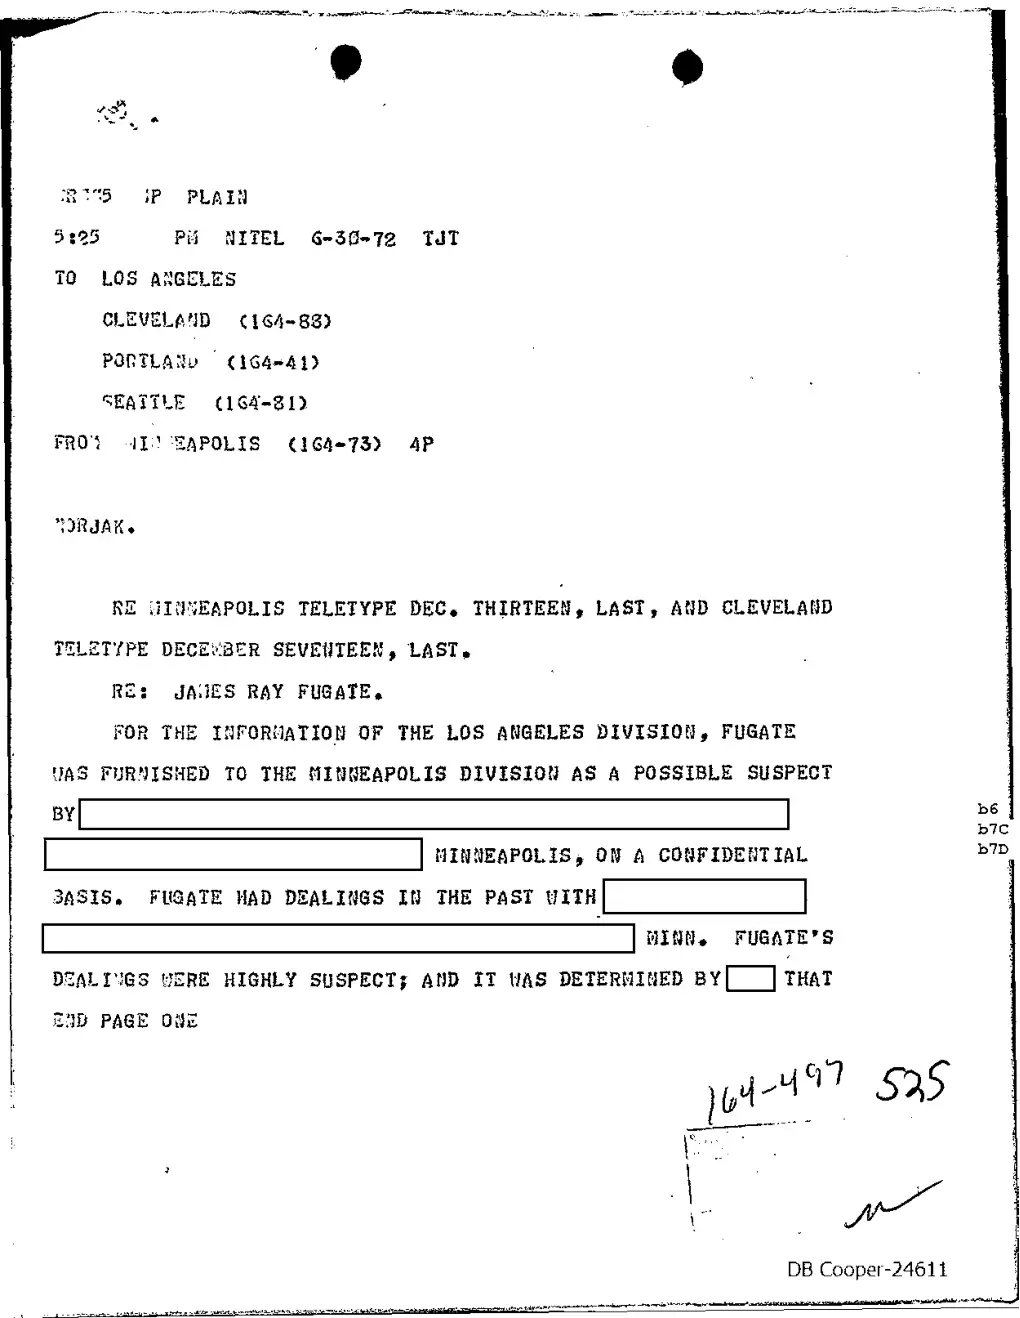 PLAIN
5:25 PM NITEL 6-30-72 TJT
TO LOS ANGELES
CLEVELAND (164-83)
PORTLAND (164-41)
SEATTLE (164-81)
FROM MINNEAPOLIS (164-73) 4P
NORJAK.
RE MINNEAPOLIS TELETYPE DEC. THIRTEEN, LAST, AND CLEVELAND
TELETYPE DECEMBER SEVENTEEN, LAST.
RE: JAMES RAY FUGATE.
FOR THE INFORMATION OF THE LOS ANGELES DIVISION, FUGATE
WAS FURNISHED TO THE MINNEAPOLIS DIVISION AS A POSSIBLE SUSPECT
BY
b6
b7C
b7D
MINNEAPOLIS, ON A CONFIDENTIAL
BASIS. FUGATE HAD DEALINGS IN THE PAST WITH
MINN. FUGATE'S
DEALINGS WERE HIGHLY SUSPECT; AND IT WAS DETERMINED BY THAT
END PAGE ONE
164-497 525
DB Cooper-24611